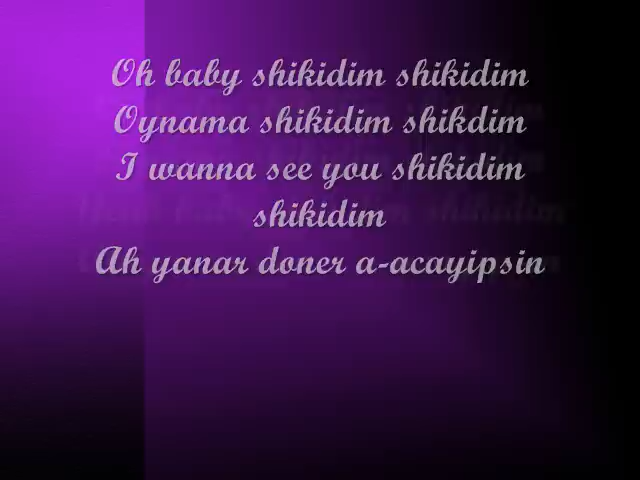 Oh baby shikidim shikidim
Oynama shikidim shikdim
I wanna see you shikidim
shikidim
Ah yanar doner a-acayipsin